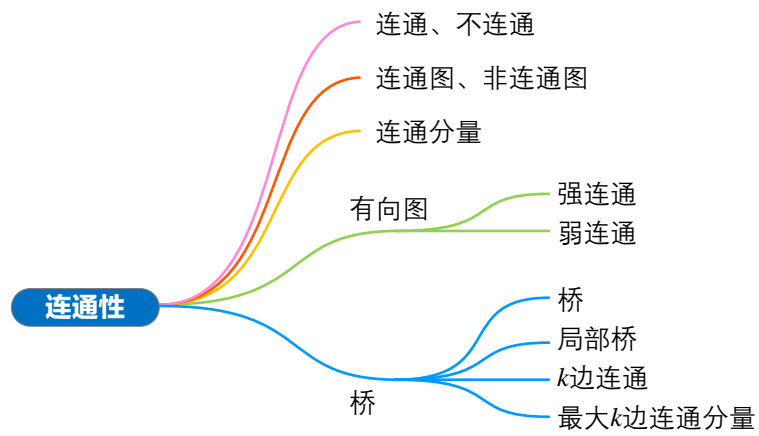 连通、不连通
连通图、非连通图
连通分量
有向图
强连通
弱连通
连通性
桥
桥
局部桥
k边连通
最大k边连通分量